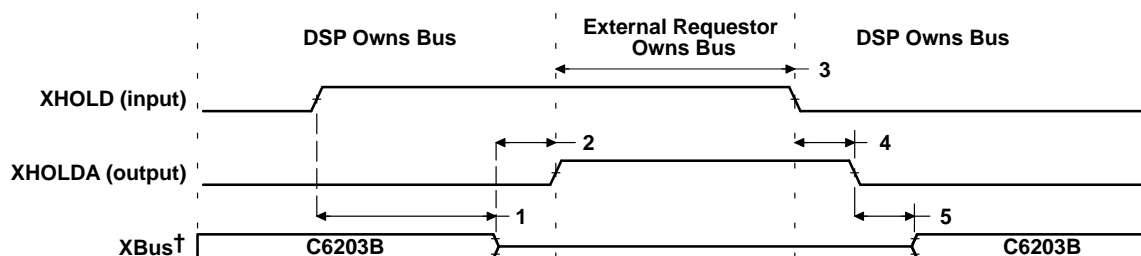 DSP Owns Bus
External Requestor
Owns Bus
DSP Owns Bus
3
XHOLD (input)
2
4
XHOLDA (output)
1
5
XBus†
C6203B
C6203B